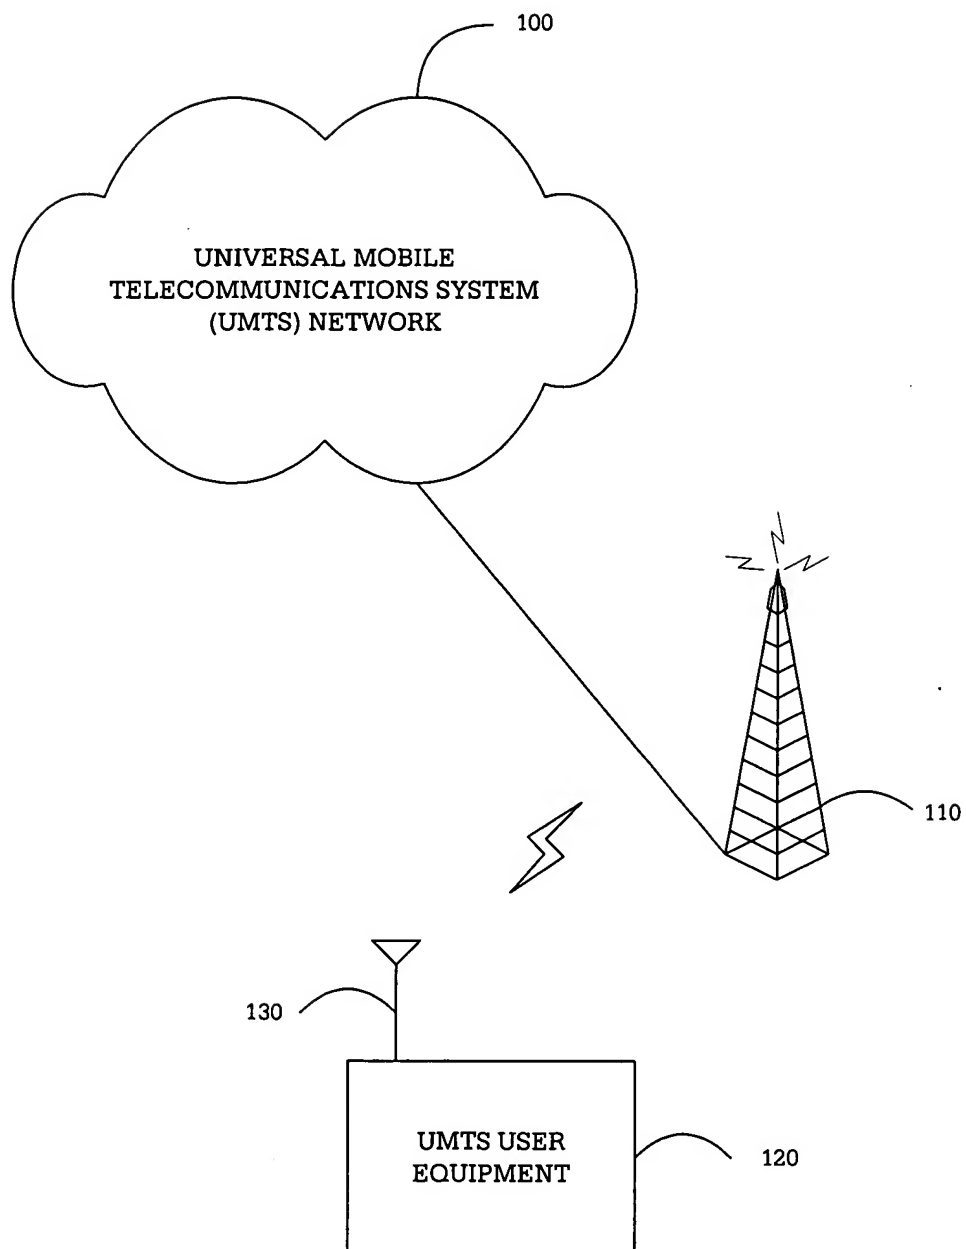 100
UNIVERSAL MOBILE
TELECOMMUNICATIONS SYSTEM
(UMTS) NETWORK
110
130
UMTS USER
EQUIPMENT
120